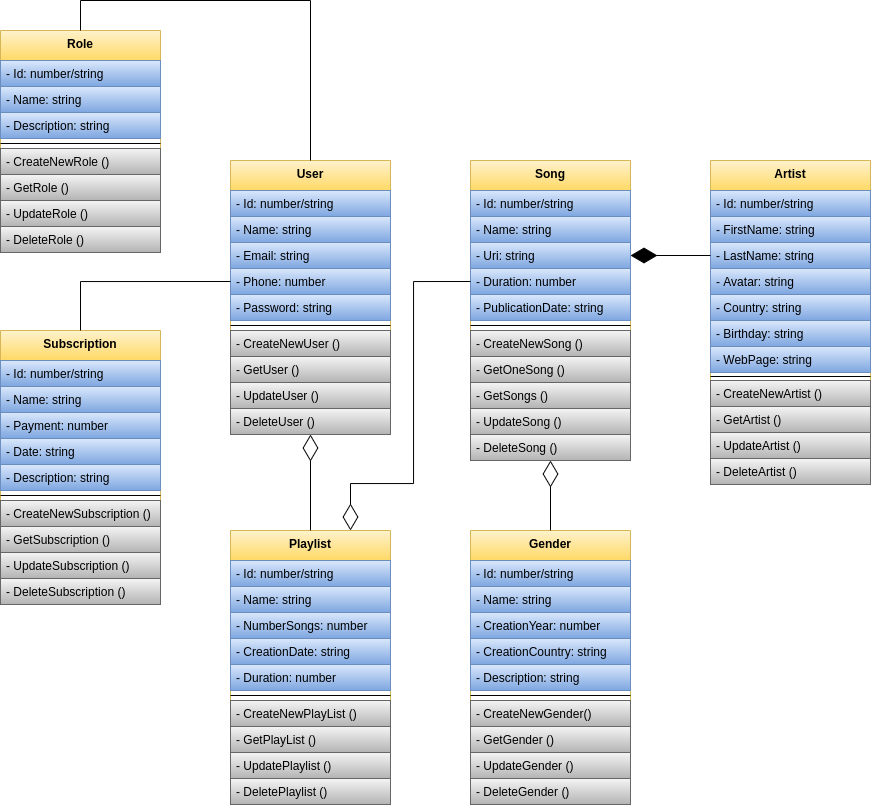 Role
- Id: number/string
- Name: string
- Description: string
- CreateNewRole ()
- GetRole ()
- UpdateRole ()
- DeleteRole ()
Subscription
- Id: number/string
- Name: string
- Payment: number
- Date: string
- Description: string
- CreateNewSubscription ()
- GetSubscription ()
- UpdateSubscription ()
- DeleteSubscription ()
User
- Id: number/string
- Name: string
- Email: string
- Phone: number
- Password: string
- CreateNewUser ()
- GetUser ()
- UpdateUser ()
- DeleteUser ()
Playlist
- Id: number/string
- Name: string
- NumberSongs: number
- CreationDate: string
- Duration: number
- CreateNewPlayList ()
- GetPlayList ()
- UpdatePlaylist ()
- DeletePlaylist ()
Song
- Id: number/string
- Name: string
- Uri: string
- Duration: number
- PublicationDate: string
- CreateNewSong ()
- GetOneSong ()
- GetSongs ()
- UpdateSong ()
- DeleteSong ()
Gender
- Id: number/string
- Name: string
- CreationYear: number
- CreationCountry: string
- Description: string
- CreateNewGender()
- GetGender ()
- UpdateGender ()
- DeleteGender ()
Artist
- Id: number/string
- FirstName: string
- LastName: string
- Avatar: string
- Country: string
- Birthday: string
- WebPage: string
- CreateNewArtist ()
- GetArtist ()
- UpdateArtist ()
- DeleteArtist ()